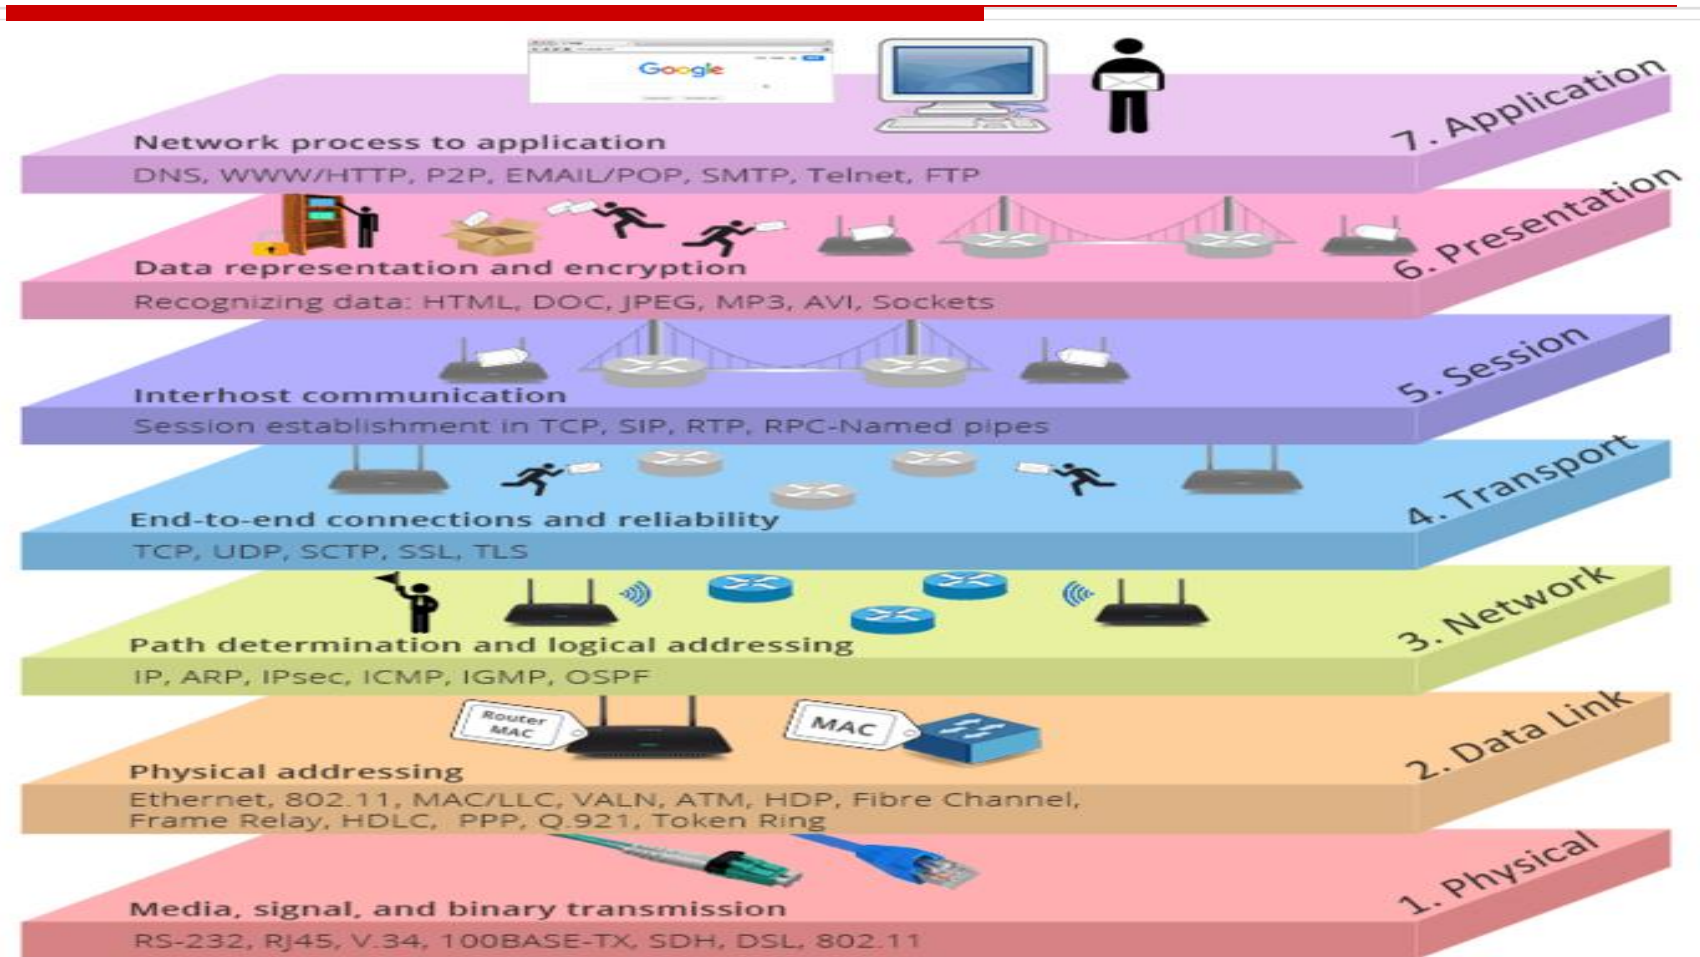 Google
7. Application
Network process to application
DNS, WWW/HTTP, P2P, EMAIL/POP, SMTP, Telnet, FTP
6. Presentation
Data representation and encryption
Recognizing data: HTML, DOC, JPEG, MP3, AVI, Sockets
5. Session
Interhost communication
Session establishment in TCP, SIP, RTP, RPC-Named pipes
4. Transport
End-to-end connections and reliability
TCP, UDP, SCTP, SSL, TLS
3. Network
Path determination and logical addressing
IP, ARP, IPsec, ICMP, IGMP, OSPF
Router
MAC
MAC
2. Data Link
Physical addressing
Ethernet, 802.11, MAC/LLC, VALN, ATM, HDP, Fibre Channel,
Frame Relay, HDLC, PPP, Q.921, Token Ring
1. Physical
Media, signal, and binary transmission
RS-232, RJ45, V.34, 100BASE-TX, SDH, DSL, 802.11